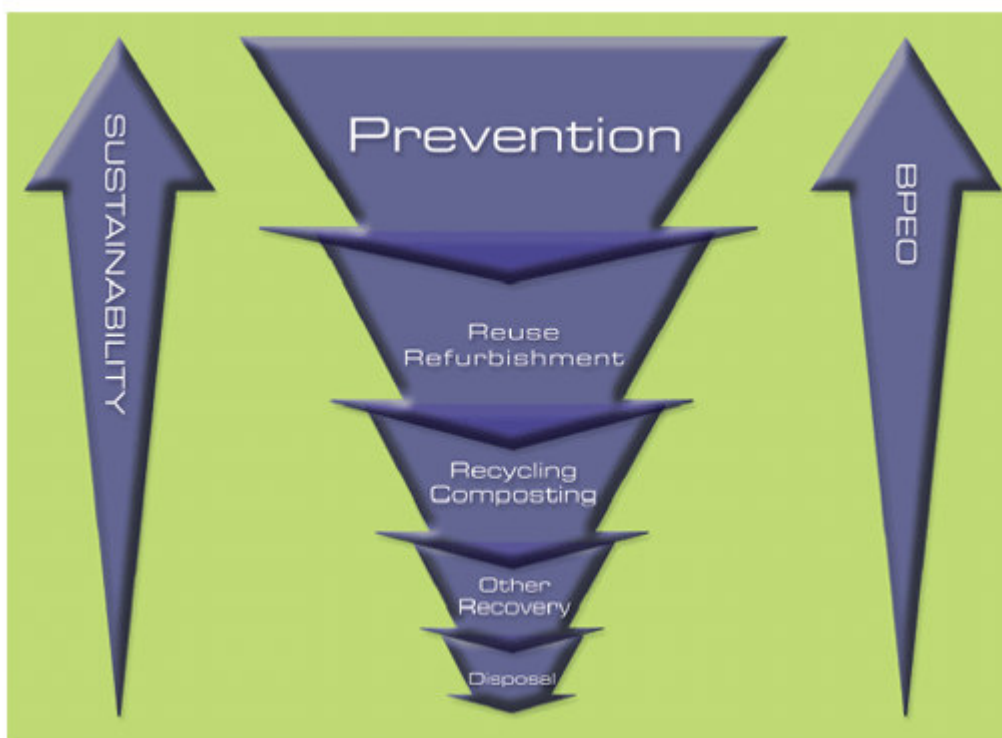 SUSTAINABILITY
Prevention
Reuse
Refurbishment
Recycling
Composting
Other
Recovery
Disposal
BPEO